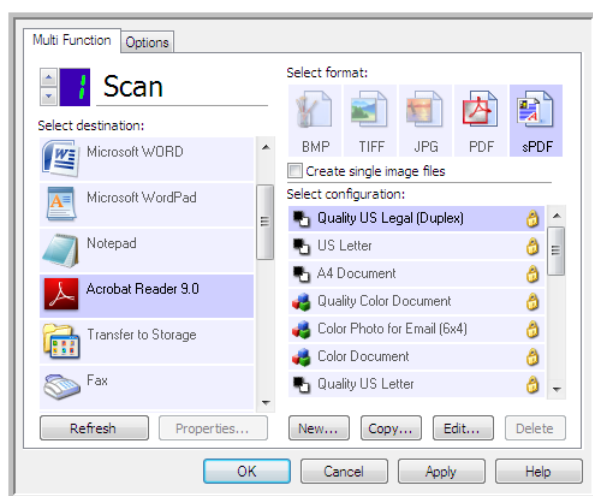 Multi Function
Options
1
Scan
Select destination:
Microsoft WORD
Microsoft WordPad
Notepad
Acrobat Reader 9.0
Transfer to Storage
Fax
Refresh
Properties...
Select format:
BMP
TIFF
JPG
PDF
sPDF
Create single image files
Select configuration:
Quality US Legal (Duplex)
US Letter
A4 Document
Quality Color Document
Color Photo for Email (6x4)
Color Document
Quality US Letter
New...
Copy...
Edit...
Delete
OK
Cancel
Apply
Help